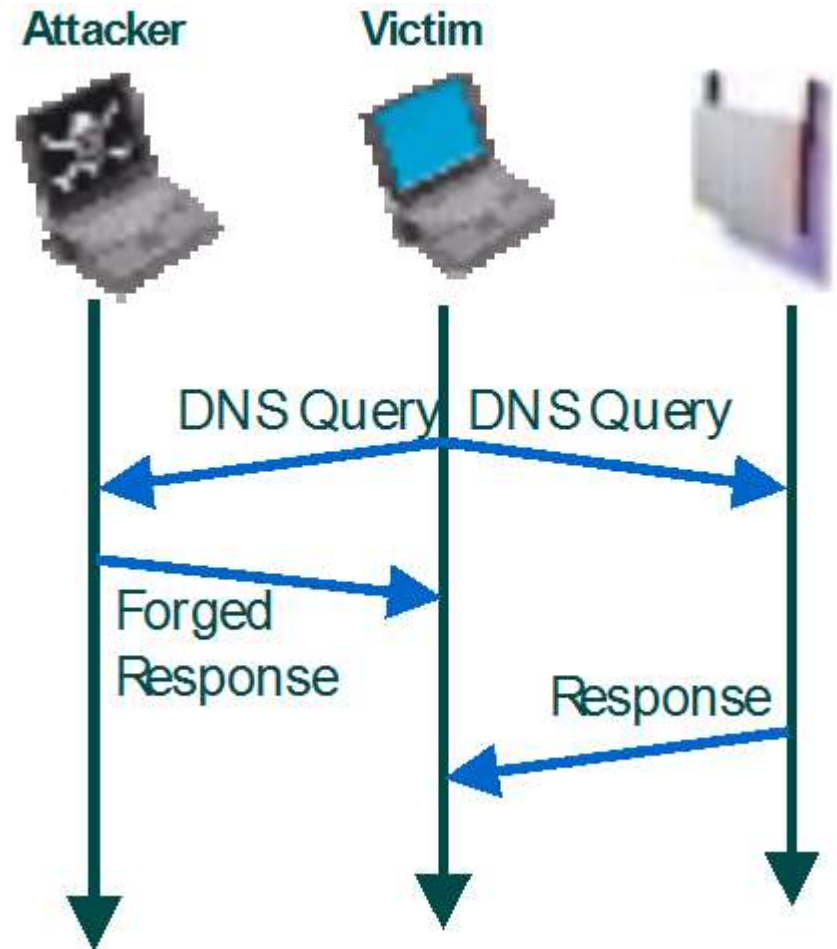 Attacker
Victim
DNS Query
DNS Query
Forged
Response
Response